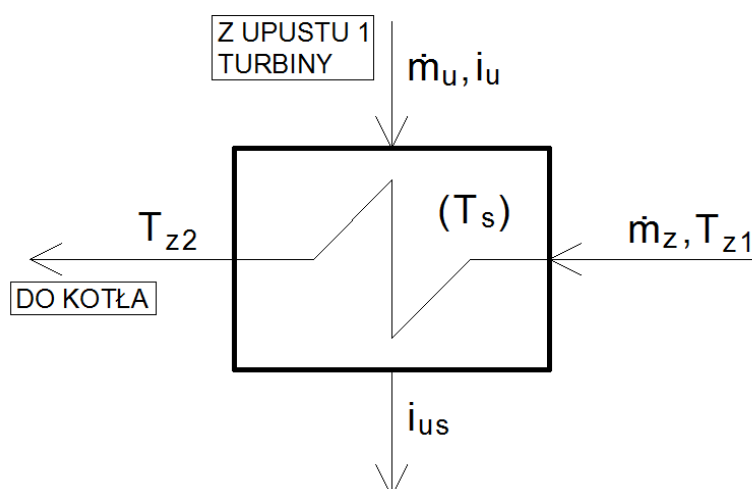 Z UPUSTU 1
TURBINY
ṁu, iu
(Ts)
Tz2
ṁz, Tz1
DO KOTŁA
ius